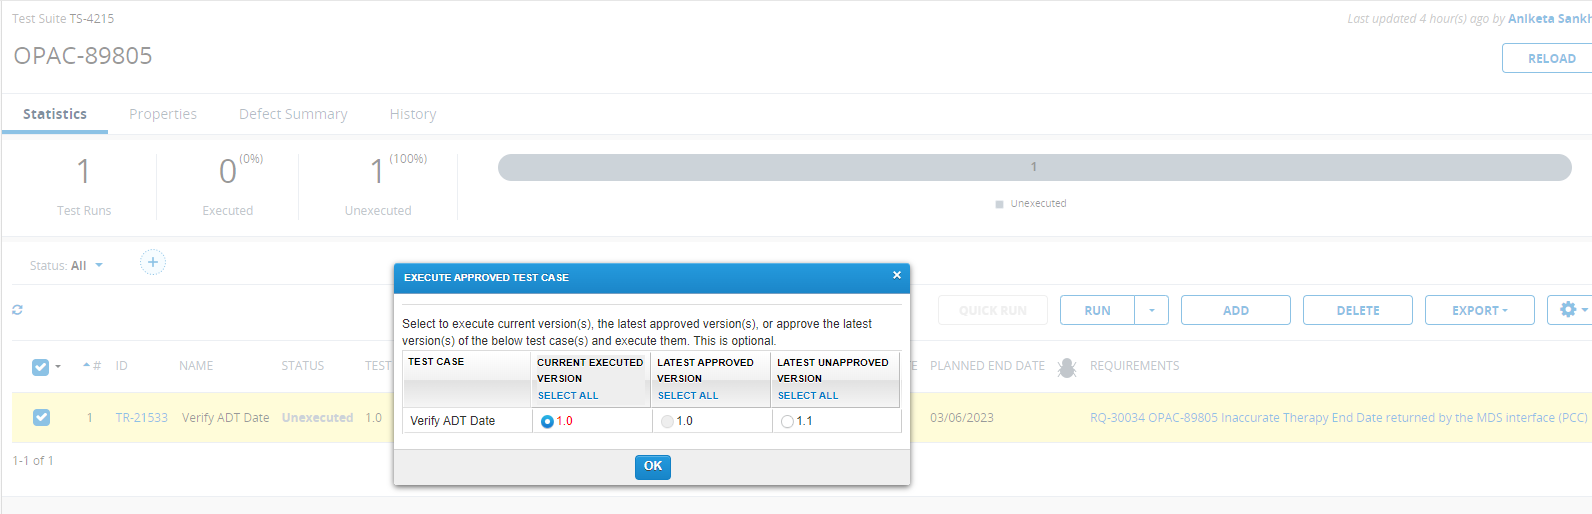 Test Suite TS-4215
Last updated 4 hour(s) ago by Aniketa Sankh
OPAC-89805
RELOAD
Statistics Properties Defect Summary History
1 0 (0%) 1 (100%)
Test Runs Executed Unexecuted
1
Unexecuted
Status: All
EXECUTE APPROVED TEST CASE
Select to execute current version(s), the latest approved version(s), or approve the latest
version(s) of the below test case(s) and execute them. This is optional.
TEST CASE CURRENT EXECUTED VERSION SELECT ALL LATEST APPROVED VERSION SELECT ALL LATEST UNAPPROVED VERSION SELECT ALL
Verify ADT Date 1.0 1.0 1.1
OK
QUICK RUN RUN ADD DELETE EXPORT
# ID NAME STATUS TEST PLANNED END DATE REQUIREMENTS
1 TR-21533 Verify ADT Date Unexecuted 1.0 03/06/2023 RQ-30034 OPAC-89805 Inaccurate Therapy End Date returned by the MDS interface (PCC)
1-1 of 1